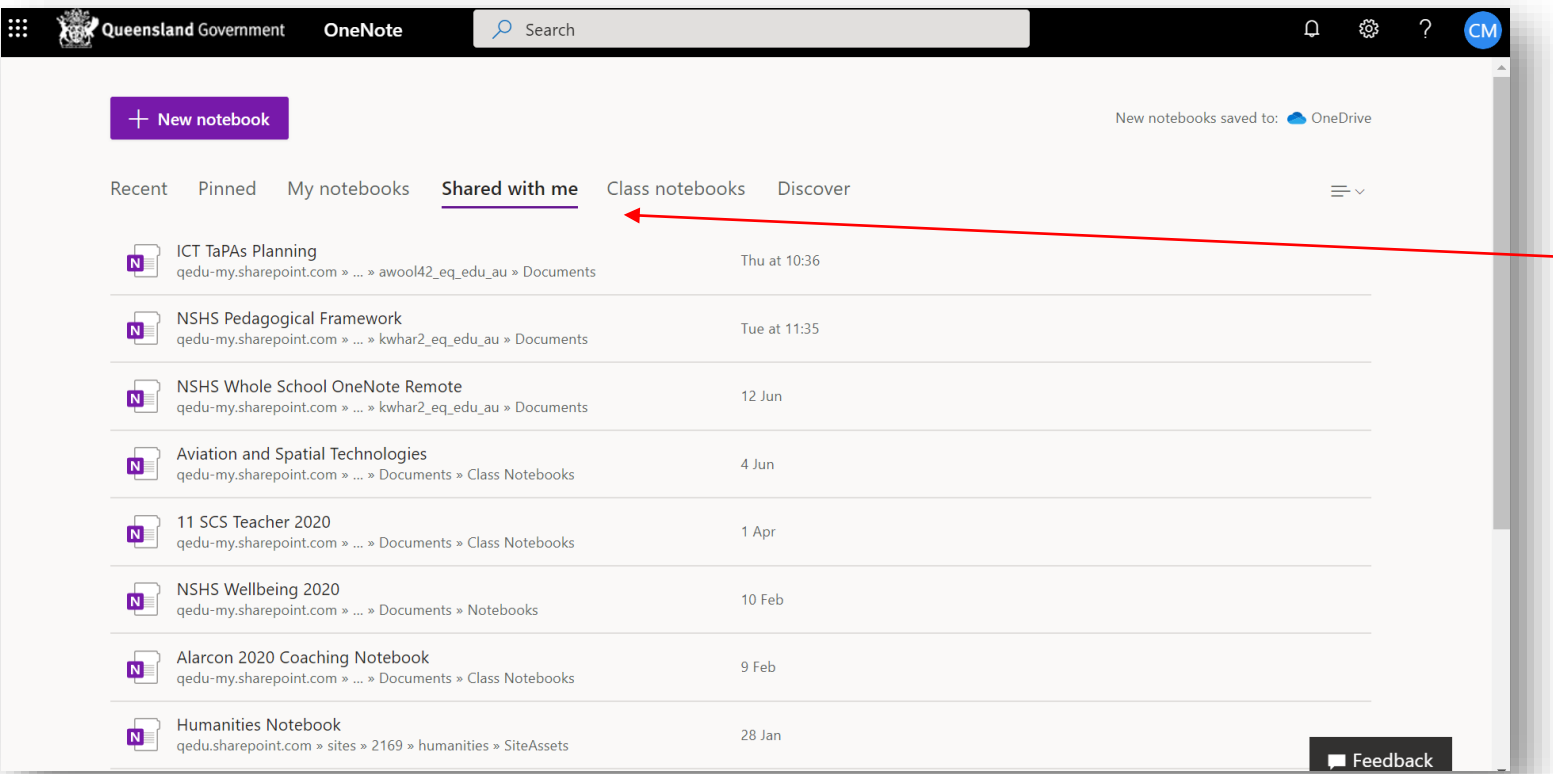 Queensland Government OneNote Search ? CM
New notebook
New notebooks saved to: OneDrive
Recent Pinned My notebooks Shared with me Class notebooks Discover
ICT TaPAs Planning
qedu-my.sharepoint.com » ... » awool42_eq_edu_au » Documents
Thu at 10:36
NSHS Pedagogical Framework
qedu-my.sharepoint.com » ... » kwhar2_eq_edu_au » Documents
Tue at 11:35
NSHS Whole School OneNote Remote
qedu-my.sharepoint.com » ... » kwhar2_eq_edu_au » Documents
12 Jun
Aviation and Spatial Technologies
qedu-my.sharepoint.com » ... » Documents » Class Notebooks
4 Jun
11 SCS Teacher 2020
qedu-my.sharepoint.com » ... » Documents » Class Notebooks
1 Apr
NSHS Wellbeing 2020
qedu-my.sharepoint.com » ... » Documents » Notebooks
10 Feb
Alarcon 2020 Coaching Notebook
qedu-my.sharepoint.com » ... » Documents » Class Notebooks
9 Feb
Humanities Notebook
qedu.sharepoint.com » sites » 2169 » humanities » SiteAssets
28 Jan
Feedback